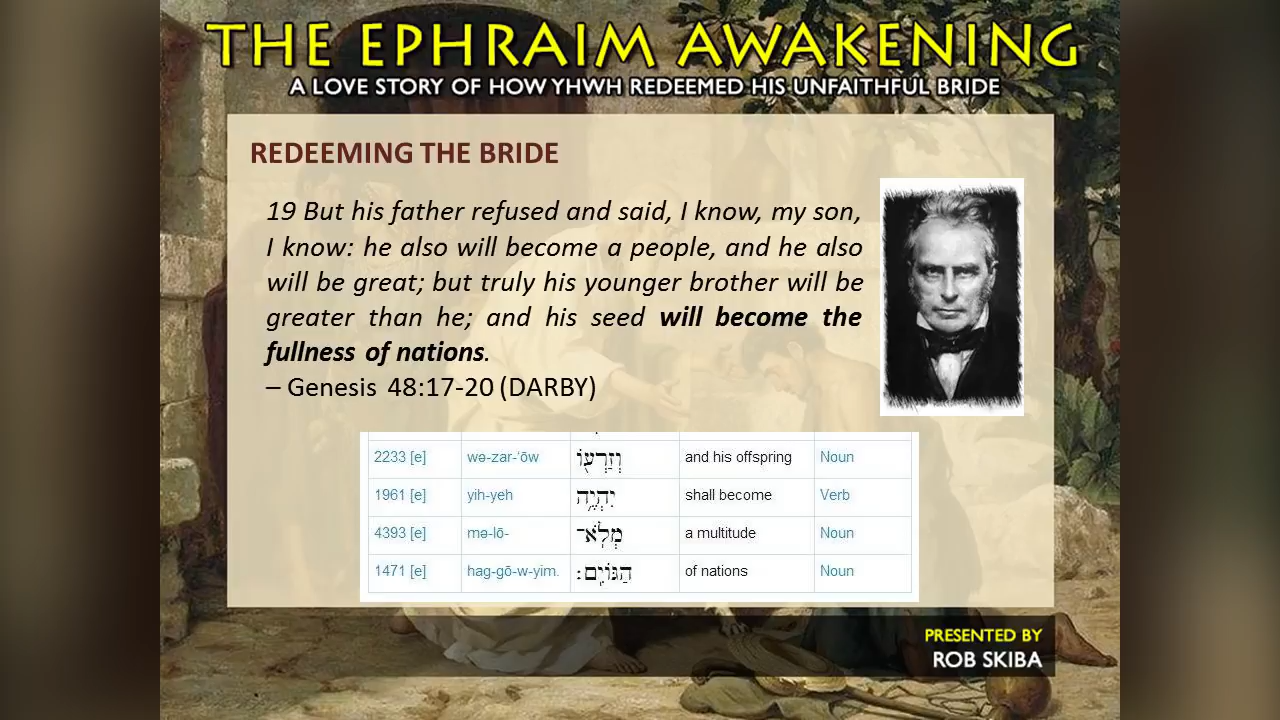 THE EPHRAIM AWAKENING
A LOVE STORY OF HOW YHWH REDEEMED HIS UNFAITHFUL BRIDE
REDEEMING THE BRIDE
19 But his father refused and said, I know, my son,
I know: he also will become a people, and he also
will be great; but truly his younger brother will be
greater than he; and his seed will become the
fullness of nations.
– Genesis 48:17-20 (DARBY)
2233 [e] wə-zar-‘ōw וְזַרְע֖וֹ and his offspring Noun
1961 [e] yih-yeh יִהְיֶ֥ה shall become Verb
4393 [e] mə-lō- מְלֹֽא־ a multitude Noun
1471 [e] hag-gō-w-yim. הַגּוֹיִֽם׃ of nations Noun
PRESENTED BY
ROB SKIBA